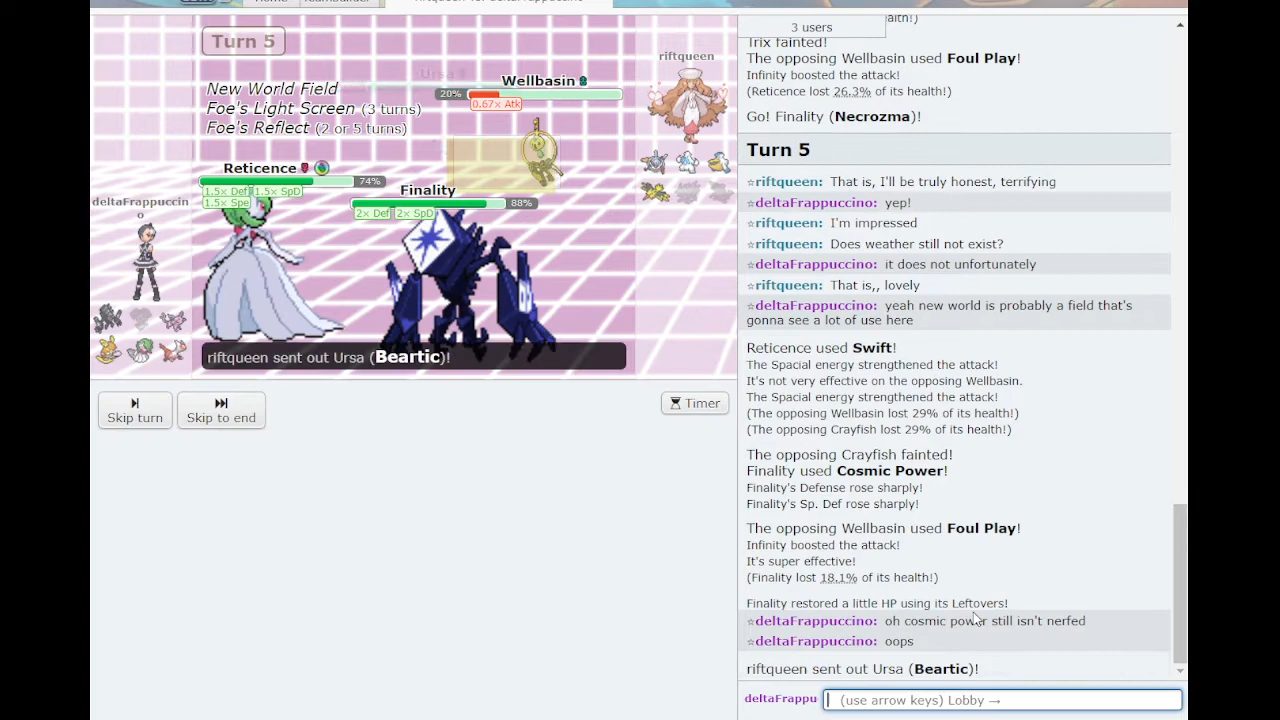 Home
Teambuilder
riftqueen vs. deltaFrappuccino
3 users
Turn 5
New World Field
Foe's Light Screen (3 turns)
Foe's Reflect (2 or 5 turns)
Ursa
Wellbasin
20%
0.67x Atk
riftqueen
Reticence
74%
1.5x Def 1.5x SpD
1.5x Spe
Finality
88%
2x Def 2x SpD
deltaFrappuccin
o
riftqueen sent out Ursa (Beartic)!
Skip turn
Skip to end
Timer
Trix fainted!
The opposing Wellbasin used Foul Play!
Infinity boosted the attack!
(Reticence lost 26.3% of its health!)
Go! Finality (Necrozma)!
Turn 5
☆riftqueen: That is, I'll be truly honest, terrifying
☆deltaFrappuccino: yep!
☆riftqueen: I'm impressed
☆riftqueen: Does weather still not exist?
☆deltaFrappuccino: it does not unfortunately
☆riftqueen: That is,, lovely
☆deltaFrappuccino: yeah new world is probably a field that's
gonna see a lot of use here
Reticence used Swift!
The Spacial energy strengthened the attack!
It's not very effective on the opposing Wellbasin.
The Spacial energy strengthened the attack!
(The opposing Wellbasin lost 29% of its health!)
(The opposing Crayfish lost 29% of its health!)
The opposing Crayfish fainted!
Finality used Cosmic Power!
Finality's Defense rose sharply!
Finality's Sp. Def rose sharply!
The opposing Wellbasin used Foul Play!
Infinity boosted the attack!
It's super effective!
(Finality lost 18.1% of its health!)
Finality restored a little HP using its Leftovers!
☆deltaFrappuccino: oh cosmic power still isn't nerfed
☆deltaFrappuccino: oops
riftqueen sent out Ursa (Beartic)!
deltaFrappu
(use arrow keys) Lobby →